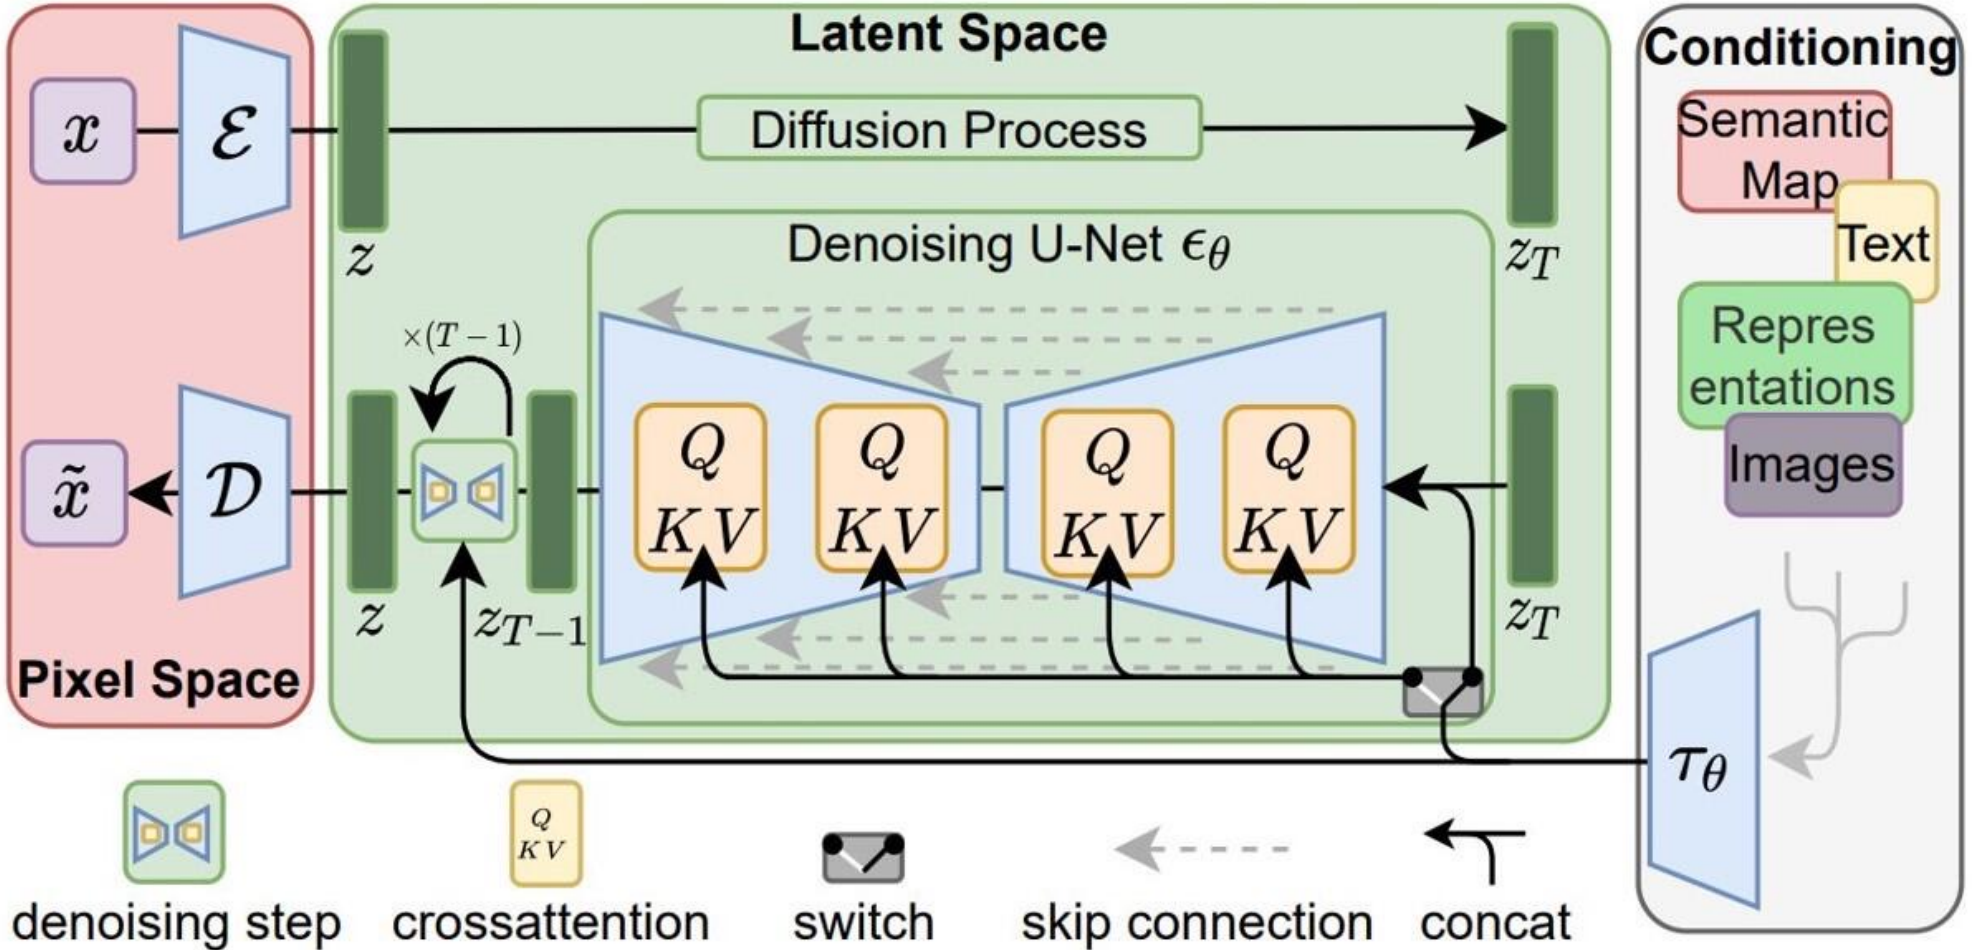 Latent Space
Conditioning
x
ℰ
Diffusion Process
Semantic
Map
Text
z
Denoising U-Net ϵ_θ
z_T
Repres
entations
Images
×(T − 1)
x̃
𝒟
Q
K V
Q
K V
Q
K V
Q
K V
z
z_{T−1}
z_T
Pixel Space
τ_θ
Q
K V
denoising step
crossattention
switch
skip connection
concat